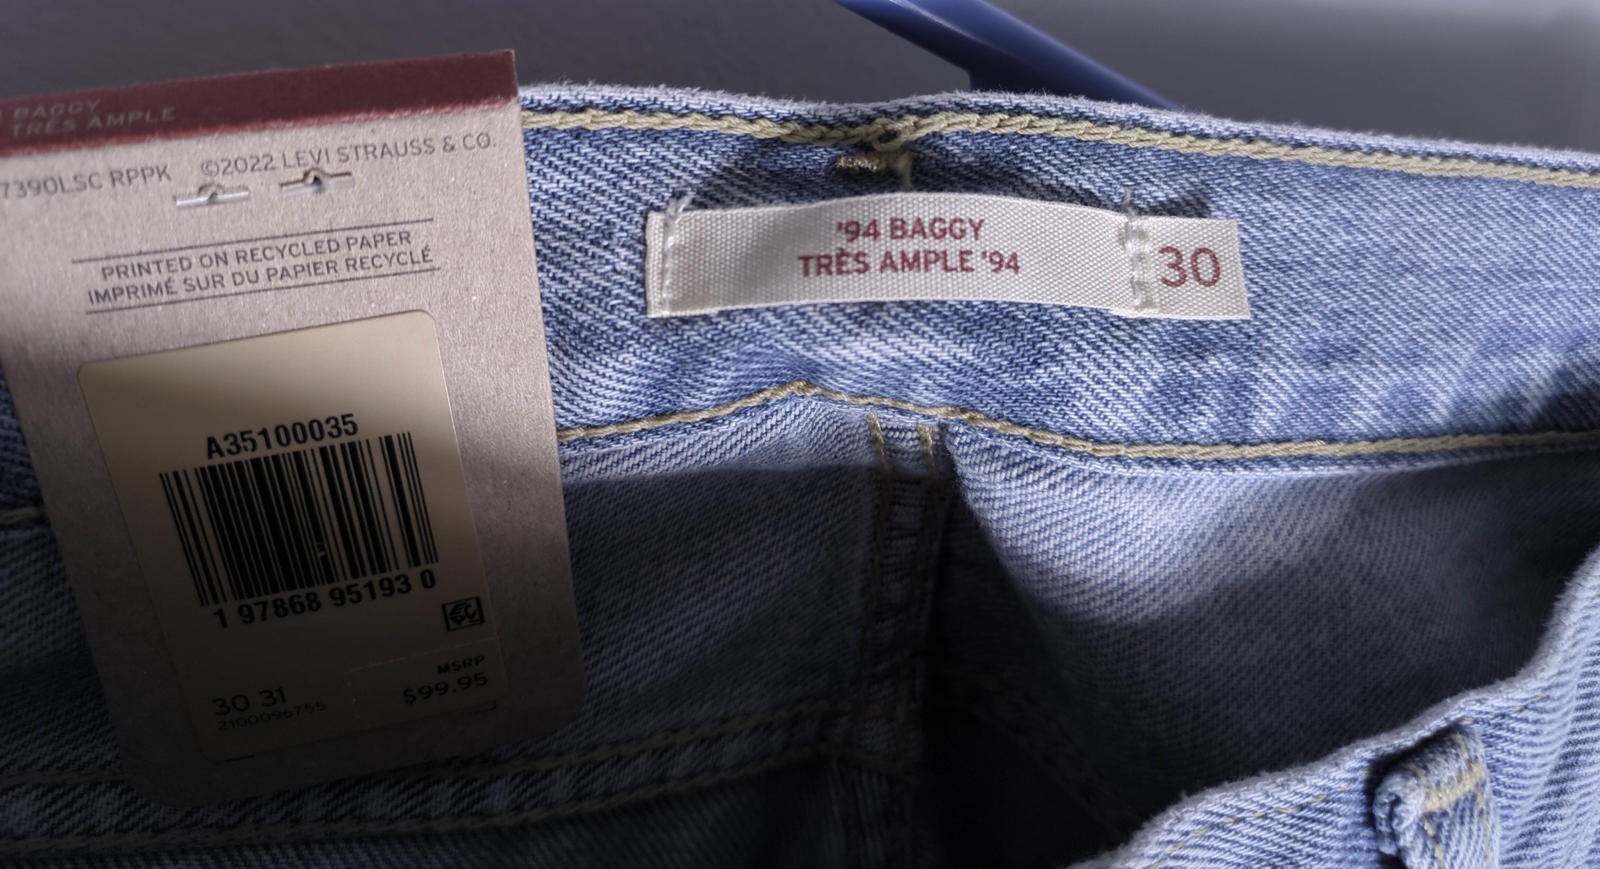 BAGGY
TRÈS AMPLE
7390LSC RPPK ©2022 LEVI STRAUSS & CO.
PRINTED ON RECYCLED PAPER
IMPRIMÉ SUR DU PAPIER RECYCLÉ
A35100035
1 97868 95193 0
MSRP
30 31 $99.95
2100096755
'94 BAGGY
TRÈS AMPLE '94
30